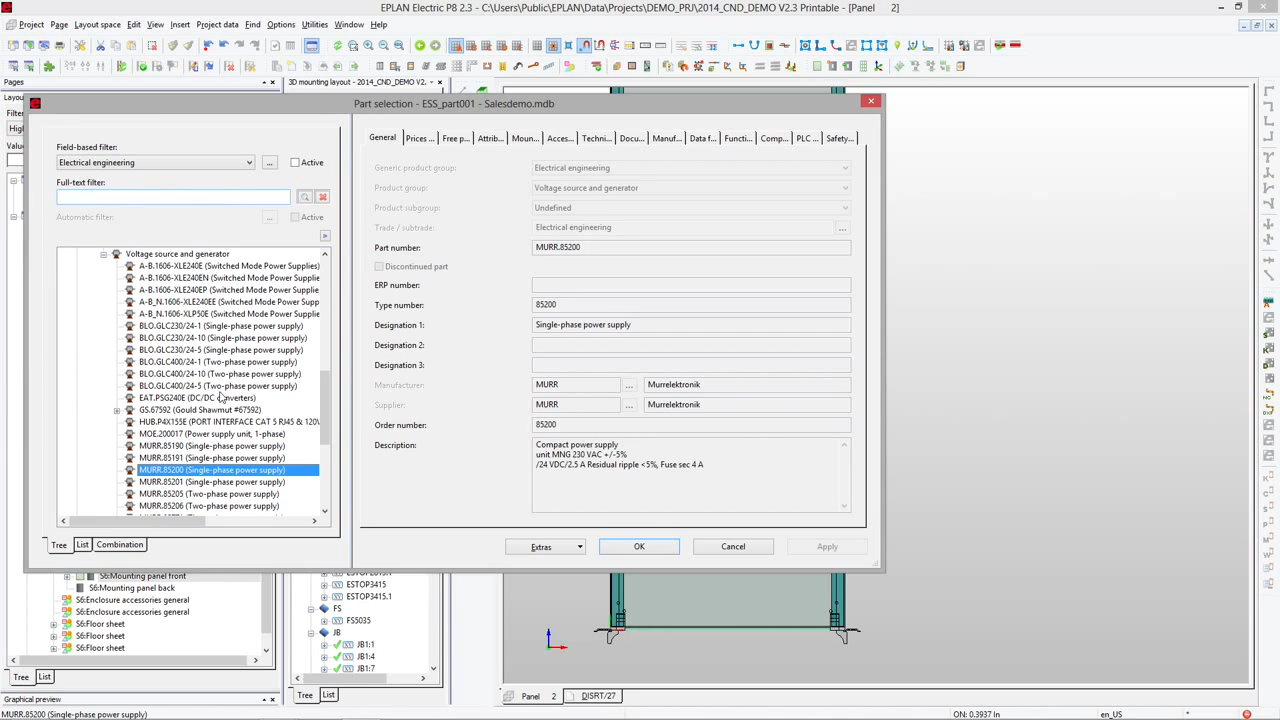 EPLAN Electric P8 2.3 - C:\Users\Public\EPLAN\Data\Projects\DEMO_PRJ\2014_CND_DEMO V2.3 Printable - [Panel 2]
Project Page Layout space Edit View Insert Project data Find Options Utilities Window Help
Pages
3D mounting layout - 2014_CND_DEMO V2.
Part selection - ESS_part001 - Salesdemo.mdb
Field-based filter:
Electrical engineering
...
Active
Full-text filter:
Automatic filter:
...
Active
Voltage source and generator
A-B.1606-XLE240E (Switched Mode Power Supplies)
A-B.1606-XLE240EN (Switched Mode Power Supplie
A-B.1606-XLE240EP (Switched Mode Power Supplie
A-B_N.1606-XLE240EE (Switched Mode Power Supp
A-B_N.1606-XLP50E (Switched Mode Power Supplie
BLO.GLC230/24-1 (Single-phase power supply)
BLO.GLC230/24-10 (Single-phase power supply)
BLO.GLC230/24-5 (Single-phase power supply)
BLO.GLC400/24-1 (Two-phase power supply)
BLO.GLC400/24-10 (Two-phase power supply)
BLO.GLC400/24-5 (Two-phase power supply)
EAT.PSG240E (DC/DC converters)
GS.67592 (Gould Shawmut #67592)
HUB.P4X155E (PORT INTERFACE CAT 5 RJ45 & 120V
MOE.200017 (Power supply unit, 1-phase)
MURR.85190 (Single-phase power supply)
MURR.85191 (Single-phase power supply)
MURR.85200 (Single-phase power supply)
MURR.85201 (Single-phase power supply)
MURR.85205 (Two-phase power supply)
MURR.85206 (Two-phase power supply)
Tree List Combination
General Prices ... Free p... Attrib... Moun... Acces... Techni... Docu... Manuf... Data f... Functi... Comp... PLC ... Safety...
Generic product group: Electrical engineering
Product group: Voltage source and generator
Product subgroup: Undefined
Trade / subtrade: Electrical engineering ...
Part number: MURR.85200
Discontinued part
ERP number:
Type number: 85200
Designation 1: Single-phase power supply
Designation 2:
Designation 3:
Manufacturer: MURR ... Murrelektronik
Supplier: MURR ... Murrelektronik
Order number: 85200
Description: Compact power supply
unit MNG 230 VAC +/-5%
/24 VDC/2.5 A Residual ripple <5%, Fuse sec 4 A
Extras OK Cancel Apply
S6:Mounting panel front
S6:Mounting panel back
S6:Enclosure accessories general
S6:Enclosure accessories general
S6:Floor sheet
S6:Floor sheet
Tree List
ESTOP3415
ESTOP3415.1
FS
FS5035
JB
JB1:1
JB1:4
JB1:7
Tree List
Panel 2 DISRT/27
Graphical preview
MURR.85200 (Single-phase power supply)
ON: 0.3937 In
en_US